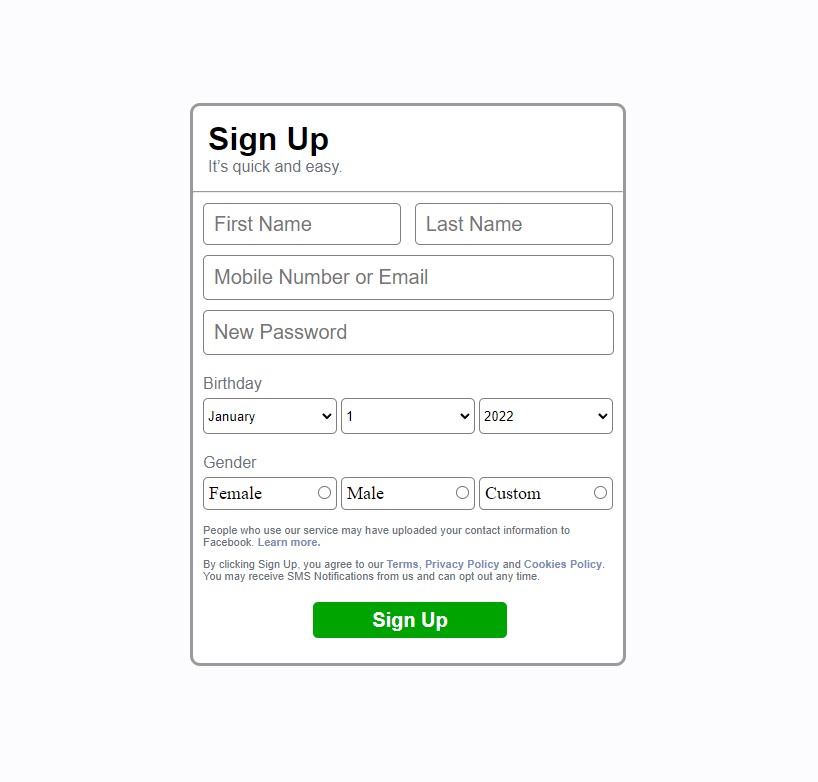 Sign Up
It's quick and easy.
First Name Last Name
Mobile Number or Email
New Password
Birthday
January 1 2022
Gender
Female Male Custom
People who use our service may have uploaded your contact information to
Facebook. Learn more.
By clicking Sign Up, you agree to our Terms, Privacy Policy and Cookies Policy.
You may receive SMS Notifications from us and can opt out any time.
Sign Up